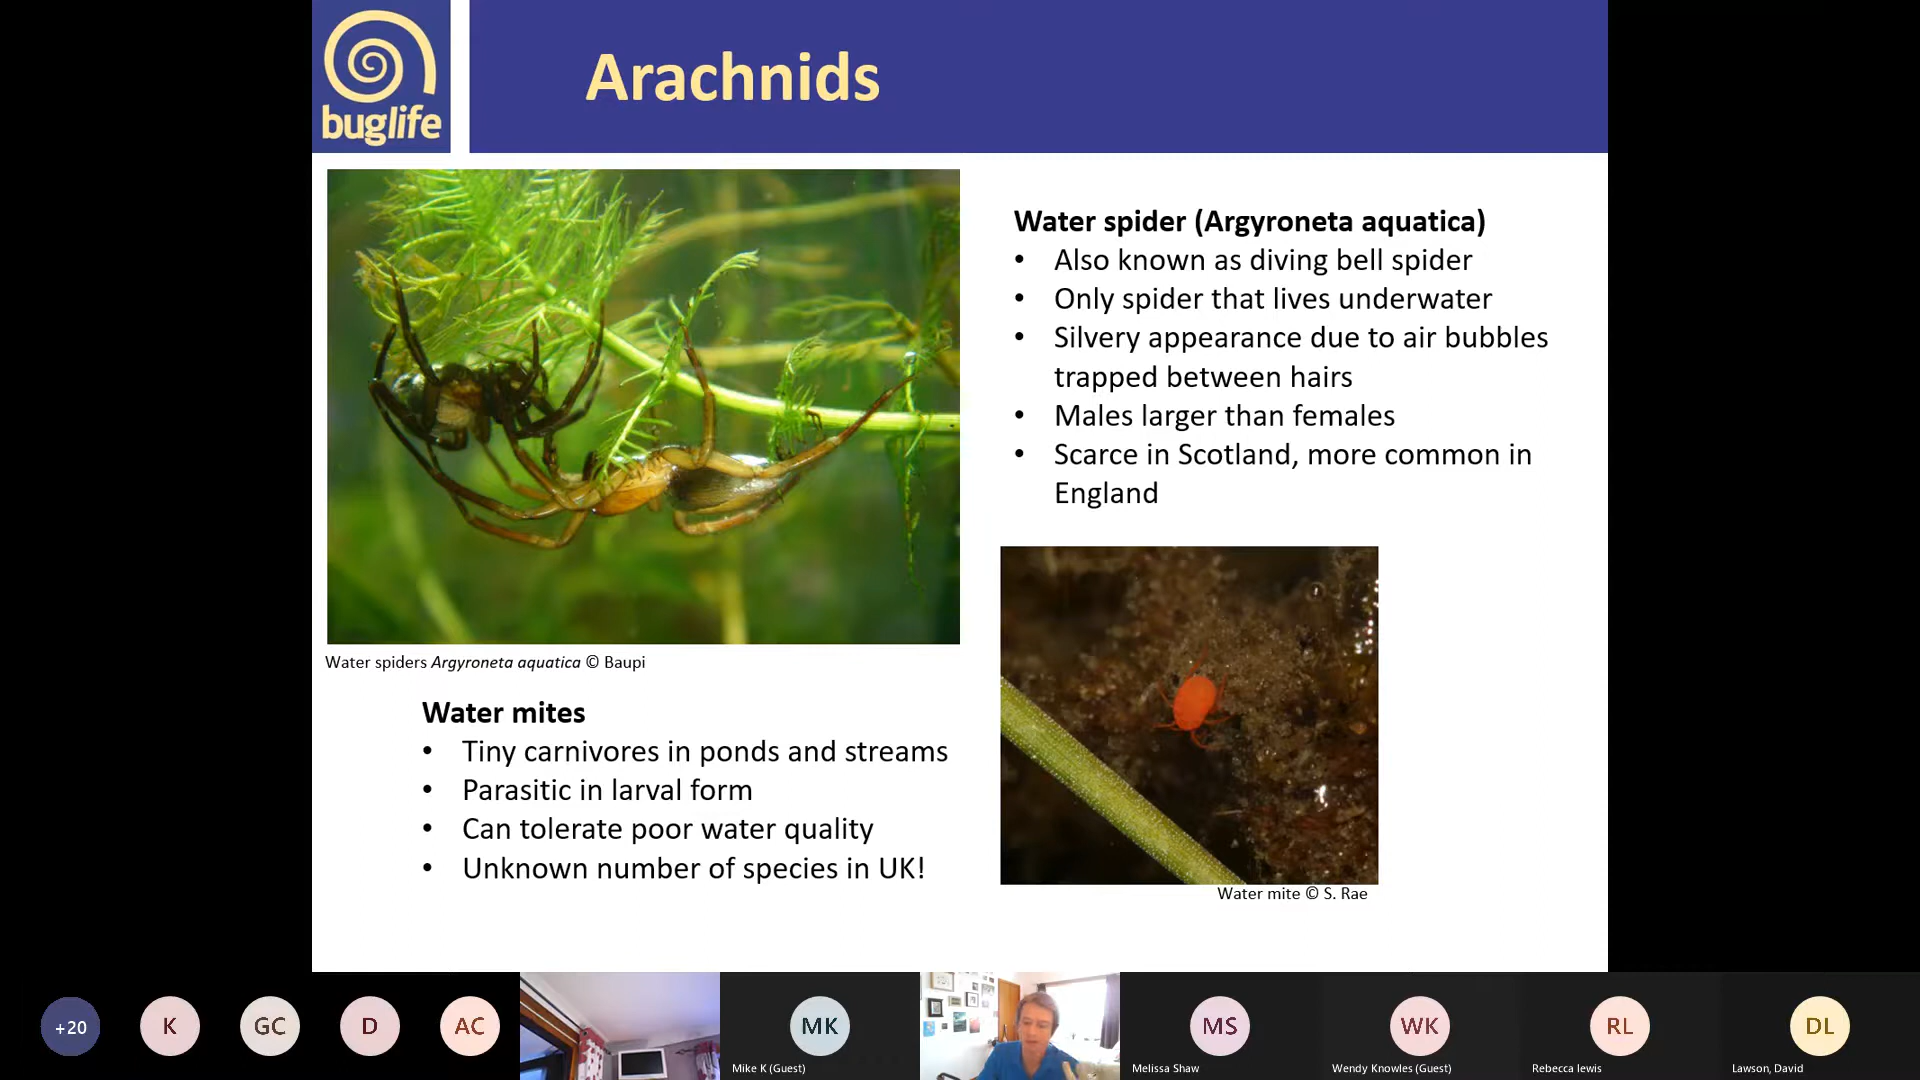 buglife
Arachnids
Water spider (Argyroneta aquatica)
• Also known as diving bell spider
• Only spider that lives underwater
• Silvery appearance due to air bubbles
trapped between hairs
• Males larger than females
• Scarce in Scotland, more common in
England
Water spiders Argyroneta aquatica © Baupi
Water mites
• Tiny carnivores in ponds and streams
• Parasitic in larval form
• Can tolerate poor water quality
• Unknown number of species in UK!
Water mite © S. Rae
+20
K
GC
D
AC
MK
Mike K (Guest)
MS
Melissa Shaw
WK
Wendy Knowles (Guest)
RL
Rebecca lewis
DL
Lawson, David